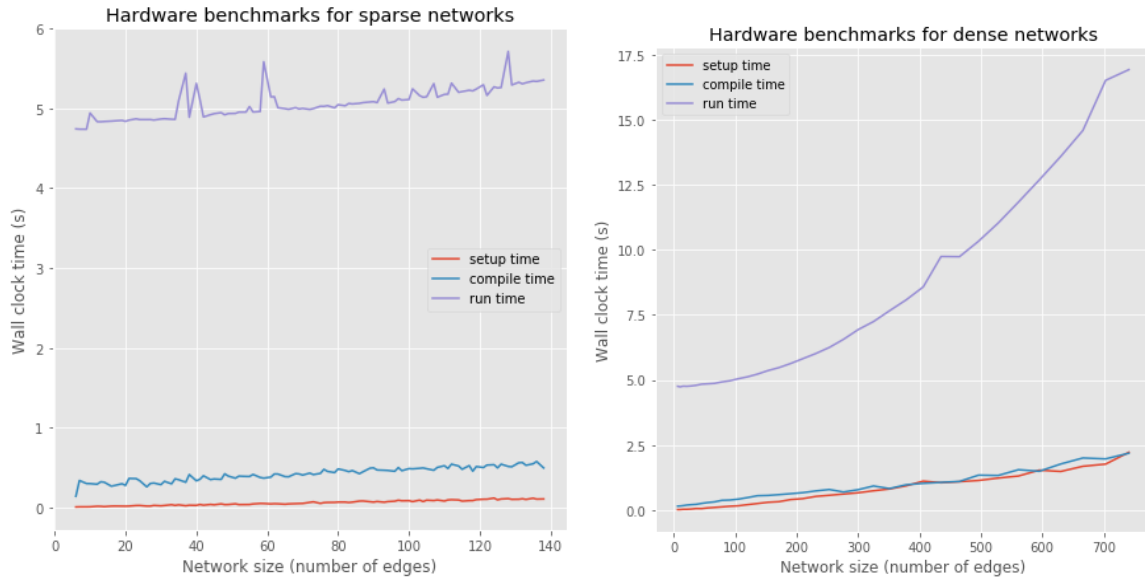 Hardware benchmarks for sparse networks
6
5
4
3
2
1
0
Wall clock time (s)
setup time
compile time
run time
0
20
40
60
80
100
120
140
Network size (number of edges)
Hardware benchmarks for dense networks
17.5
15.0
12.5
10.0
7.5
5.0
2.5
0.0
Wall clock time (s)
setup time
compile time
run time
0
100
200
300
400
500
600
700
Network size (number of edges)